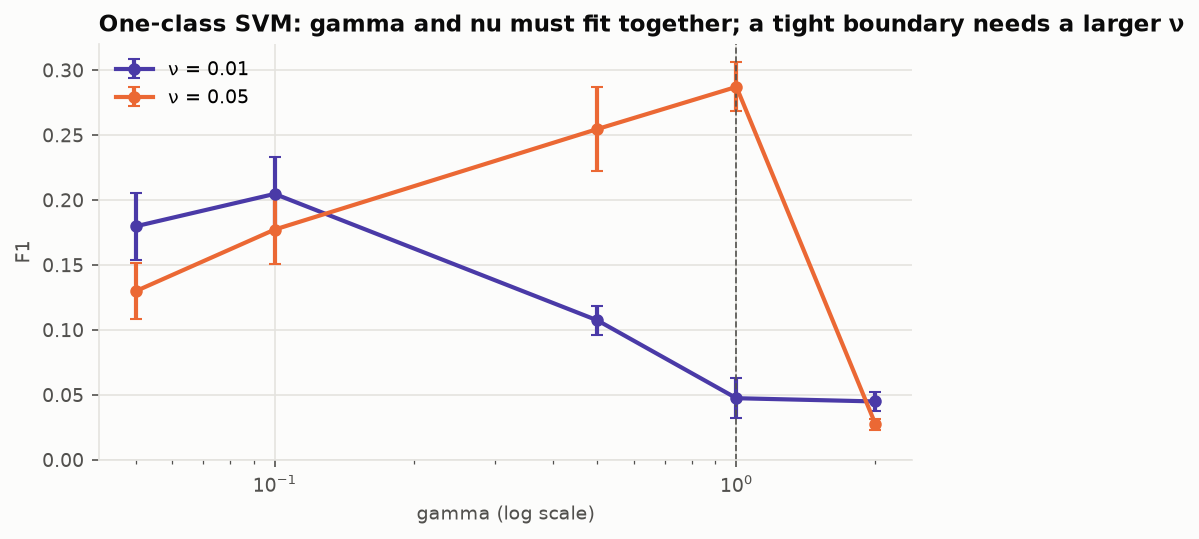 One-class SVM: gamma and nu must fit together; a tight boundary needs a larger ν
ν = 0.01
ν = 0.05
F1
0.30
0.25
0.20
0.15
0.10
0.05
0.00
10⁻¹
10⁰
gamma (log scale)